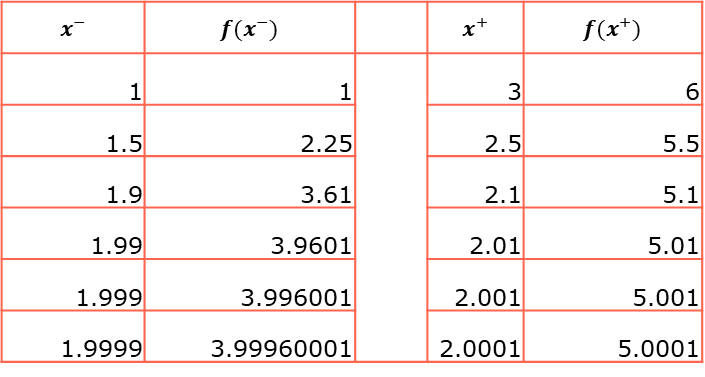 x⁻ f(x⁻) x⁺ f(x⁺)
1 1 3 6
1.5 2.25 2.5 5.5
1.9 3.61 2.1 5.1
1.99 3.9601 2.01 5.01
1.999 3.996001 2.001 5.001
1.9999 3.99960001 2.0001 5.0001